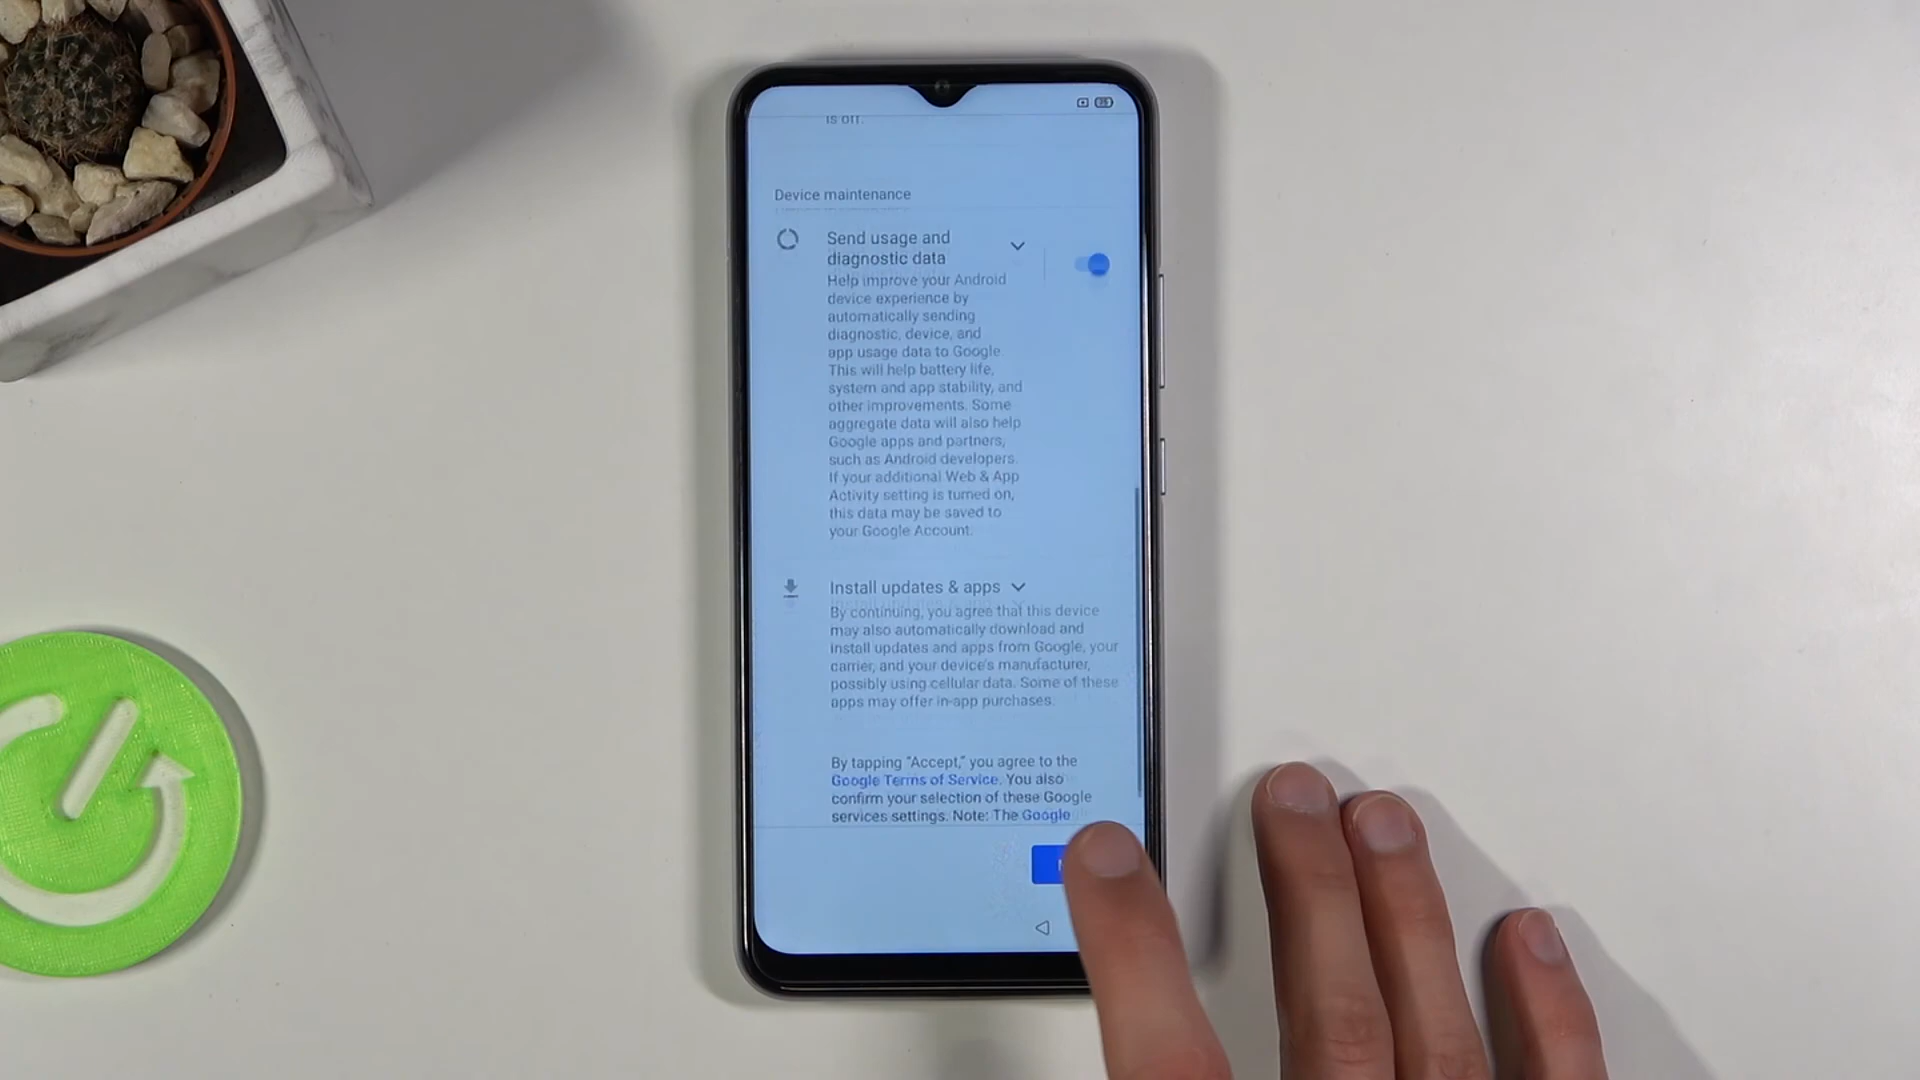 is off.
Device maintenance
Send usage and
diagnostic data
Help improve your Android
device experience by
automatically sending
diagnostic, device, and
app usage data to Google.
This will help battery life,
system and app stability, and
other improvements. Some
aggregate data will also help
Google apps and partners,
such as Android developers.
If your additional Web & App
Activity setting is turned on,
this data may be saved to
your Google Account.
Install updates & apps
By continuing, you agree that this device
may also automatically download and
install updates and apps from Google, your
carrier, and your device's manufacturer,
possibly using cellular data. Some of these
apps may offer in-app purchases.
By tapping “Accept,” you agree to the
Google Terms of Service. You also
confirm your selection of these Google
services settings. Note: The Google